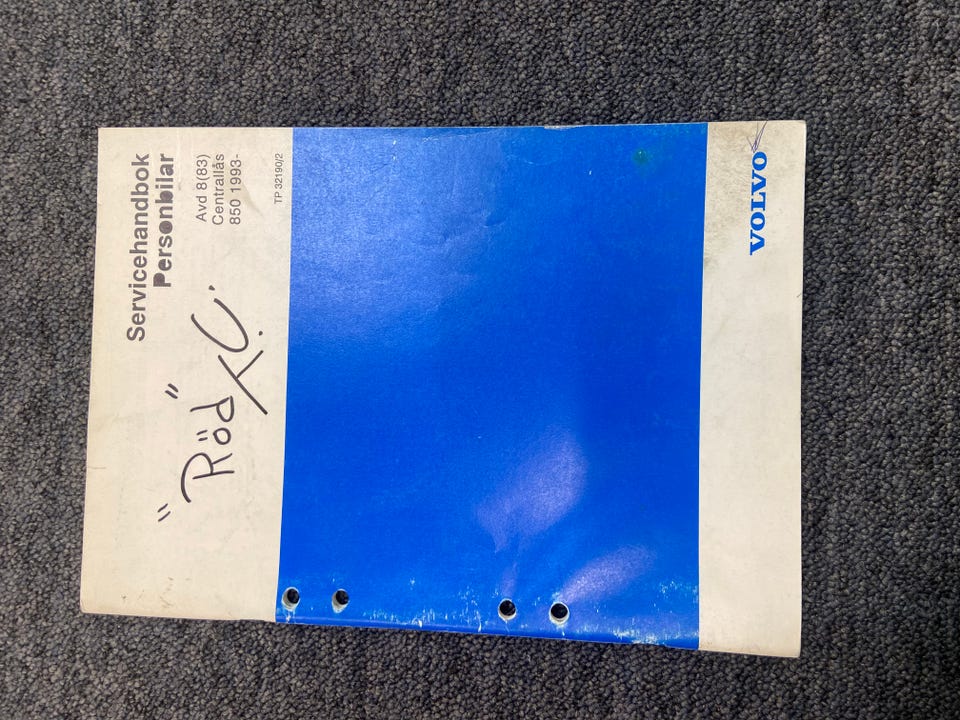 Servicehandbok
Personbilar
Avd 8(83)
Centrallås
850 1993-
TP 32190/2
"Röd"
VOLVO